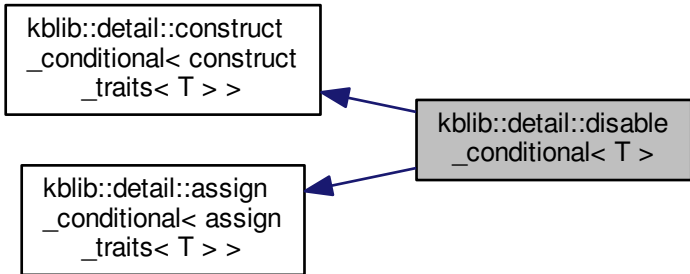 kblib::detail::construct
_conditional< construct
_traits< T > >
kblib::detail::disable
_conditional< T >
kblib::detail::assign
_conditional< assign
_traits< T > >